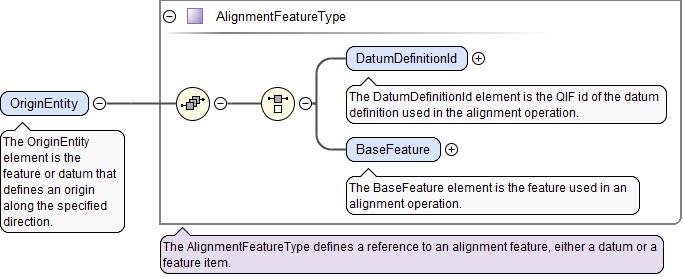 AlignmentFeatureType
DatumDefinitionId
The DatumDefinitionId element is the QIF id of the datum
definition used in the alignment operation.
OriginEntity
The OriginEntity
element is the
feature or datum that
defines an origin
along the specified
direction.
BaseFeature
The BaseFeature element is the feature used in an
alignment operation.
The AlignmentFeatureType defines a reference to an alignment feature, either a datum or a
feature item.